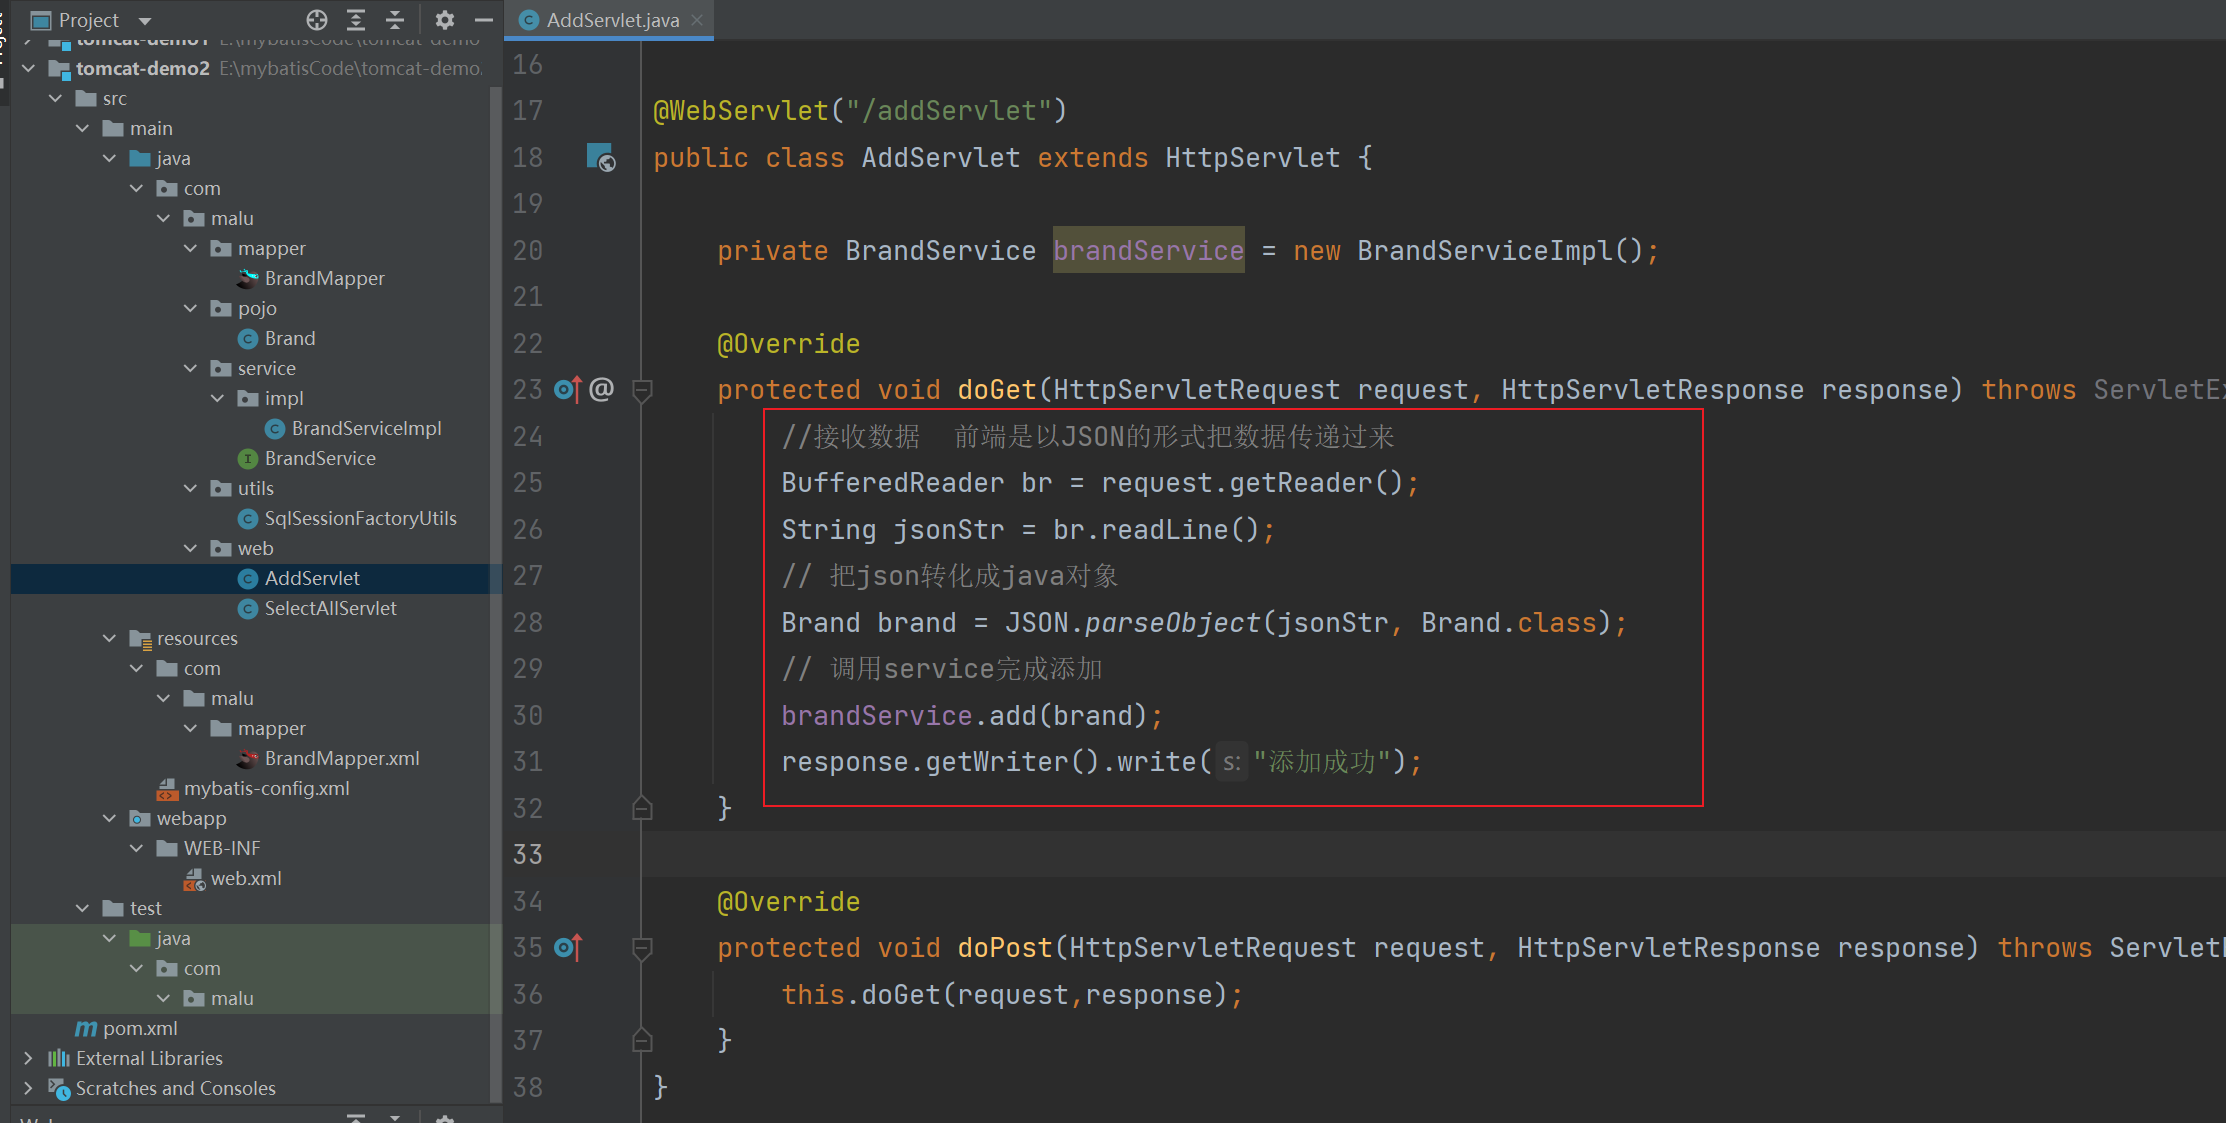 Project
AddServlet.java
tomcat-demo1 E:\mybatisCode\tomcat-demo
tomcat-demo2 E:\mybatisCode\tomcat-demo.
src
main
java
com
malu
mapper
BrandMapper
pojo
Brand
service
impl
BrandServiceImpl
BrandService
utils
SqlSessionFactoryUtils
web
AddServlet
SelectAllServlet
resources
com
malu
mapper
BrandMapper.xml
mybatis-config.xml
webapp
WEB-INF
web.xml
test
java
com
malu
pom.xml
External Libraries
Scratches and Consoles
16
17 @WebServlet("/addServlet")
18 public class AddServlet extends HttpServlet {
19
20 private BrandService brandService = new BrandServiceImpl();
21
22 @Override
23 @ protected void doGet(HttpServletRequest request, HttpServletResponse response) throws ServletEx
24 //接收数据  前端是以JSON的形式把数据传递过来
25 BufferedReader br = request.getReader();
26 String jsonStr = br.readLine();
27 // 把json转化成java对象
28 Brand brand = JSON.parseObject(jsonStr, Brand.class);
29 // 调用service完成添加
30 brandService.add(brand);
31 response.getWriter().write( s: "添加成功");
32 }
33
34 @Override
35 protected void doPost(HttpServletRequest request, HttpServletResponse response) throws Servlet
36 this.doGet(request,response);
37 }
38 }